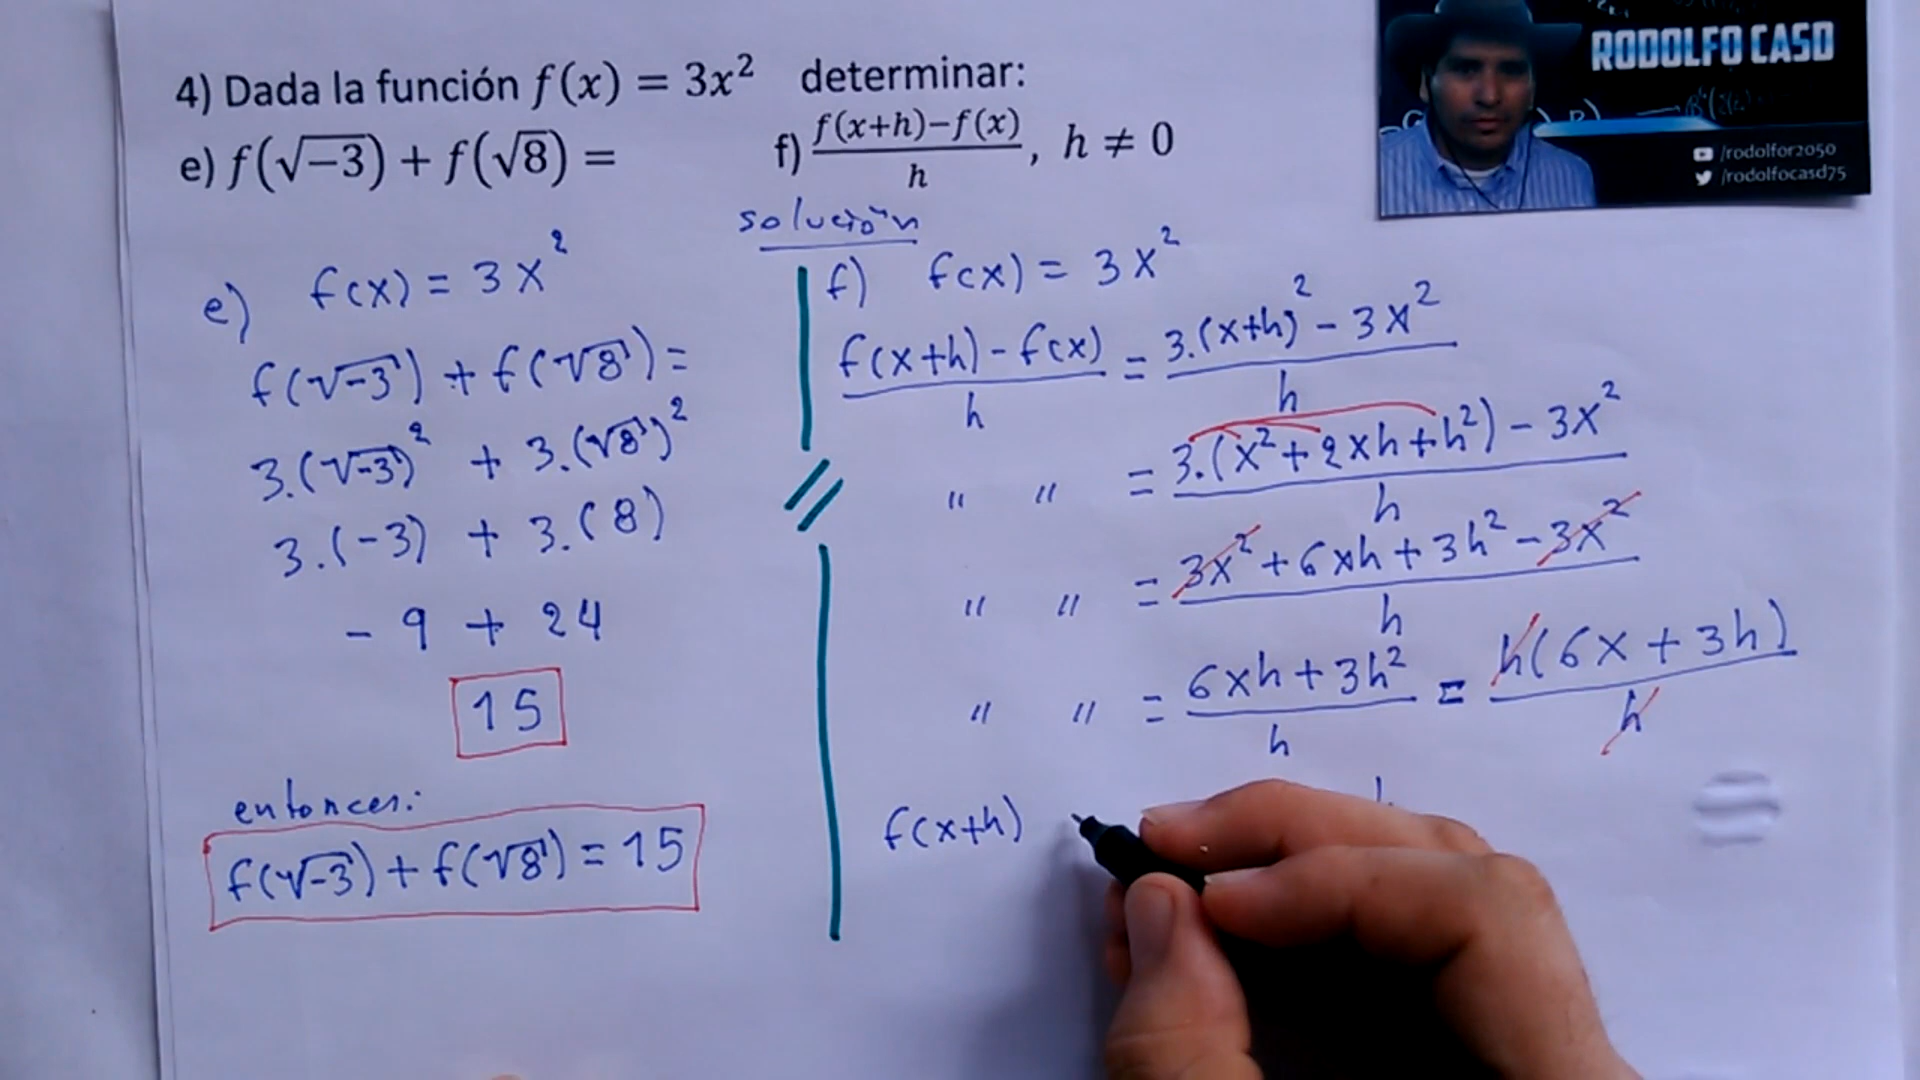 4) Dada la función f(x) = 3x² determinar:
e) f(√-3) + f(√8) =
f) f(x+h)-f(x) / h , h ≠ 0
RODOLFO CASD
/rodolfor2050
/rodolfocasd75
solución
e) f(x) = 3x²
f(√-3) + f(√8) =
3.(√-3)² + 3.(√8)²
3.(-3) + 3.(8)
- 9 + 24
15
entonces:
f(√-3) + f(√8) = 15
f) f(x) = 3x²
f(x+h) - f(x) / h = 3.(x+h)² - 3x² / h
" " = 3.(x²+2xh+h²) - 3x² / h
" " = 3x² + 6xh + 3h² - 3x² / h
" " = 6xh + 3h² / h = h(6x + 3h) / h
f(x+h)